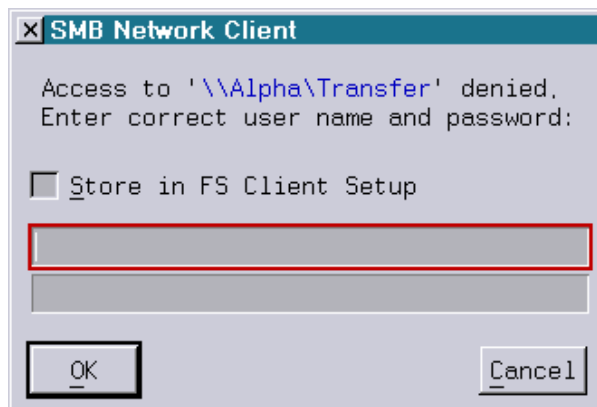 SMB Network Client
Access to '\\Alpha\Transfer' denied.
Enter correct user name and password:
Store in FS Client Setup
OK
Cancel